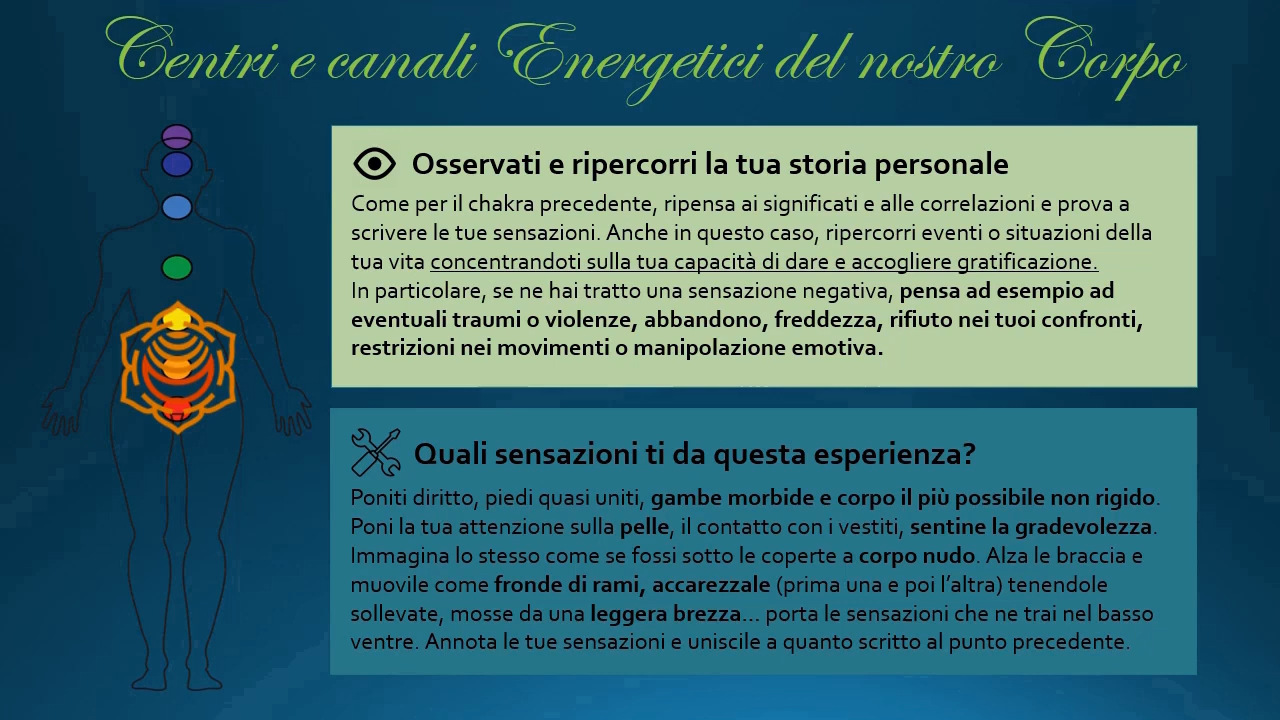 Centri e canali Energetici del nostro Corpo
Osservati e ripercorri la tua storia personale
Come per il chakra precedente, ripensa ai significati e alle correlazioni e prova a
scrivere le tue sensazioni. Anche in questo caso, ripercorri eventi o situazioni della
tua vita concentrandoti sulla tua capacità di dare e accogliere gratificazione.
In particolare, se ne hai tratto una sensazione negativa, pensa ad esempio ad
eventuali traumi o violenze, abbandono, freddezza, rifiuto nei tuoi confronti,
restrizioni nei movimenti o manipolazione emotiva.
Quali sensazioni ti da questa esperienza?
Poniti diritto, piedi quasi uniti, gambe morbide e corpo il più possibile non rigido.
Poni la tua attenzione sulla pelle, il contatto con i vestiti, sentine la gradevolezza.
Immagina lo stesso come se fossi sotto le coperte a corpo nudo. Alza le braccia e
muovile come fronde di rami, accarezzale (prima una e poi l’altra) tenendole
sollevate, mosse da una leggera brezza... porta le sensazioni che ne trai nel basso
ventre. Annota le tue sensazioni e uniscile a quanto scritto al punto precedente.